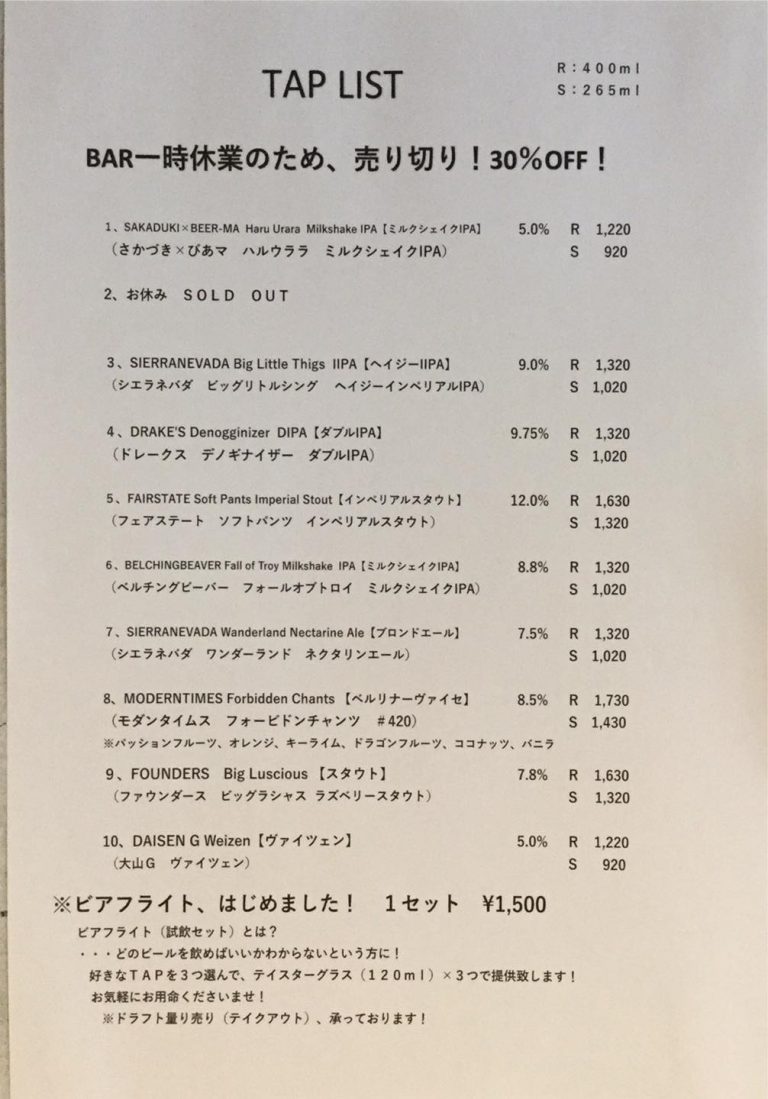 R：400ml
TAP LIST
S：265ml
BAR一時休業のため、売り切り！30%OFF！
1、SAKADUKI×BEER-MA Haru Urara Milkshake IPA【ミルクシェイクIPA】 5.0% R 1,220
（さかづき×びあマ ハルウララ ミルクシェイクIPA） S 920
2、お休み SOLD OUT
3、SIERRANEVADA Big Little Thigs IIPA【ヘイジーIIPA】 9.0% R 1,320
（シエラネバダ ビッグリトルシング ヘイジーインペリアルIPA） S 1,020
4、DRAKE'S Denogginizer DIPA【ダブルIPA】 9.75% R 1,320
（ドレークス デノギナイザー ダブルIPA） S 1,020
5、FAIRSTATE Soft Pants Imperial Stout【インペリアルスタウト】 12.0% R 1,630
（フェアステート ソフトパンツ インペリアルスタウト） S 1,320
6、BELCHINGBEAVER Fall of Troy Milkshake IPA【ミルクシェイクIPA】 8.8% R 1,320
（ベルチングビーバー フォールオブトロイ ミルクシェイクIPA） S 1,020
7、SIERRANEVADA Wanderland Nectarine Ale【ブロンドエール】 7.5% R 1,320
（シエラネバダ ワンダーランド ネクタリンエール） S 1,020
8、MODERNTIMES Forbidden Chants 【ベルリナーヴァイセ】 8.5% R 1,730
（モダンタイムス フォービドンチャンツ ＃420） S 1,430
※パッションフルーツ、オレンジ、キーライム、ドラゴンフルーツ、ココナッツ、バニラ
9、FOUNDERS Big Luscious 【スタウト】 7.8% R 1,630
（ファウンダース ビッグラシャス ラズベリースタウト） S 1,320
10、DAISEN G Weizen【ヴァイツェン】 5.0% R 1,220
（大山G ヴァイツェン） S 920
※ビアフライト、はじめました！ 1セット ¥1,500
ビアフライト（試飲セット）とは？
・・・どのビールを飲めばいいかわからないという方に！
好きなTAPを3つ選んで、テイスターグラス（120ml）×3つで提供致します！
お気軽にお用命くださいませ！
※ドラフト量り売り（テイクアウト）、承っております！